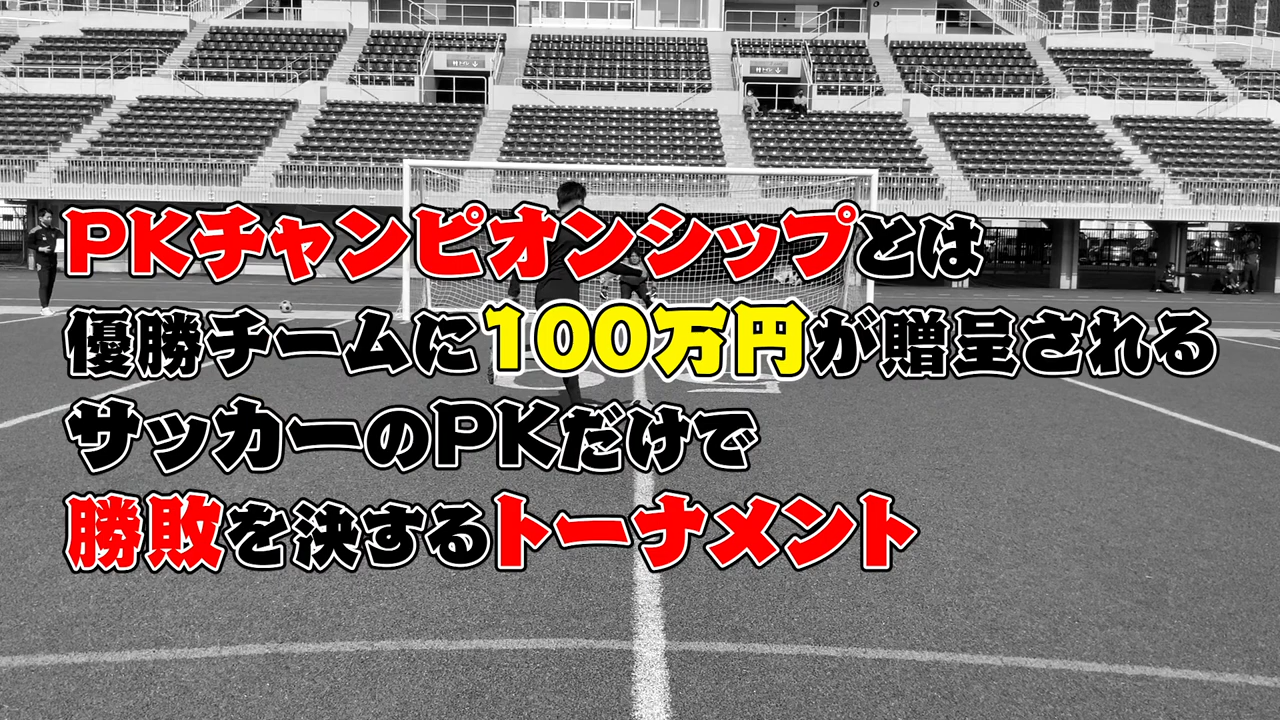 PKチャンピオンシップとは
優勝チームに100万円が贈呈される
サッカーのPKだけで
勝敗を決するトーナメント